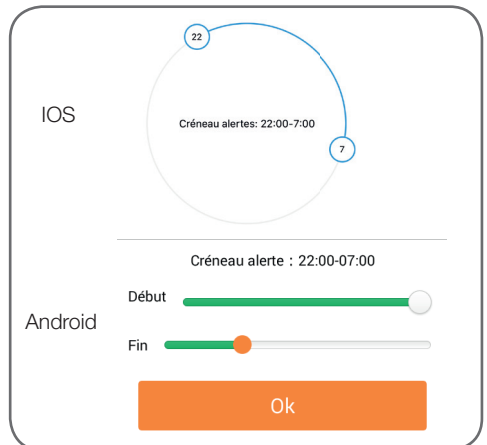 22
IOS
Créneau alertes: 22:00-7:00
7
Créneau alerte : 22:00-07:00
Début
Android
Fin
Ok